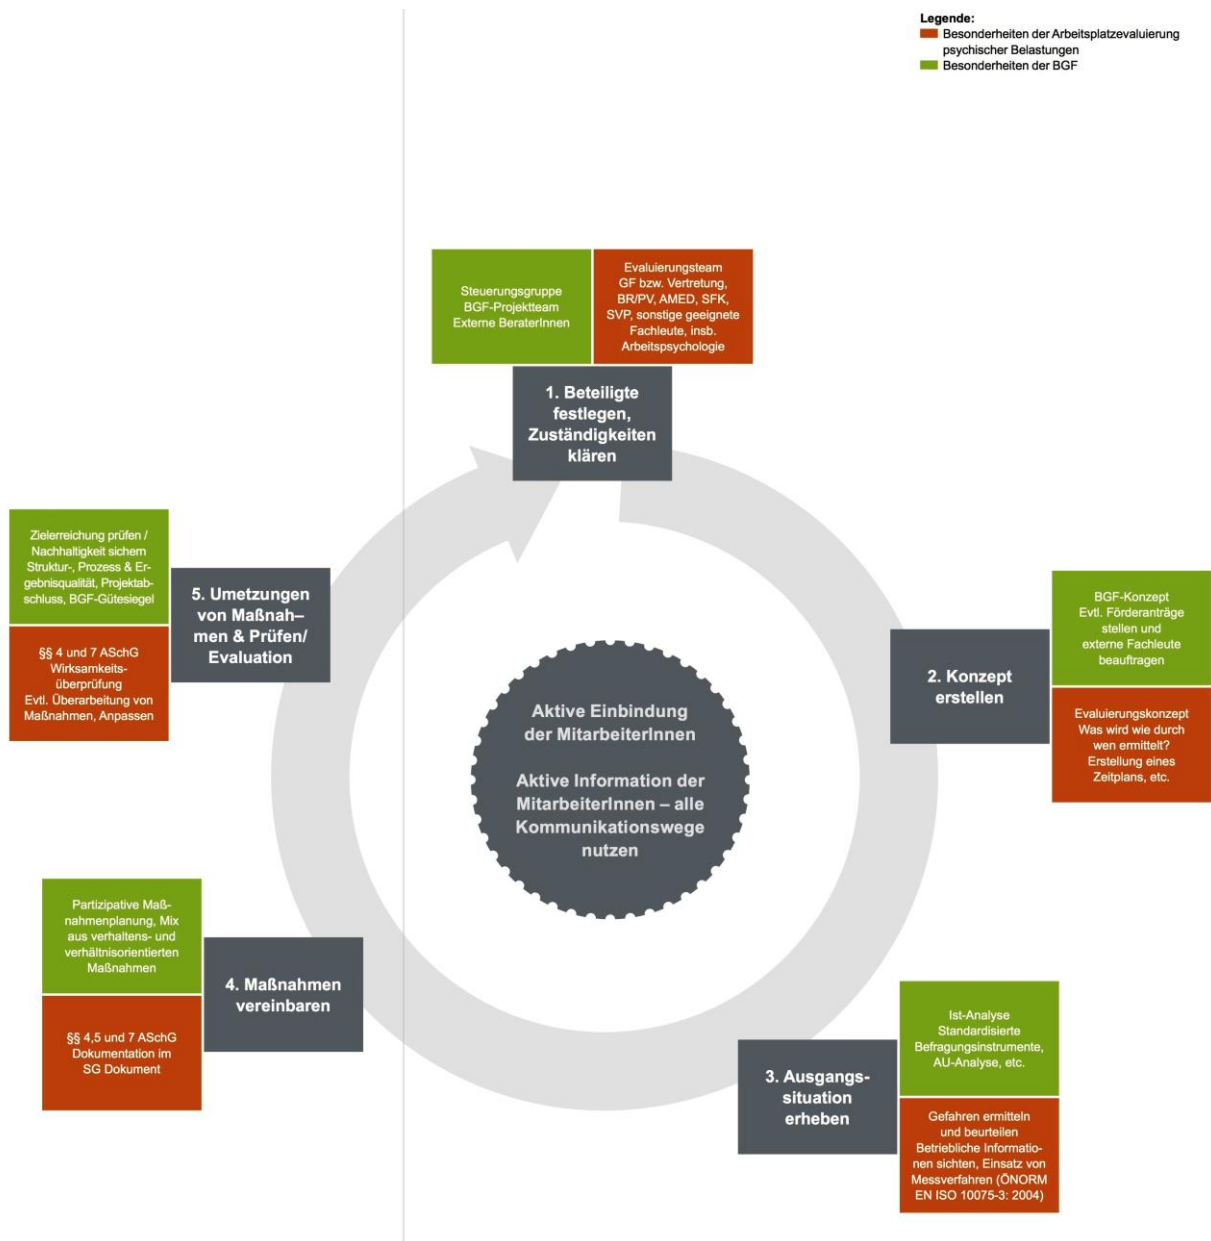 Legende:
Besonderheiten der Arbeitsplatzevaluierung
psychischer Belastungen
Besonderheiten der BGF
Steuerungsgruppe
BGF-Projektteam
Externe BeraterInnen
Evaluierungsteam
GF bzw. Vertretung,
BR/PV, AMED, SFK,
SVP, sonstige geeignete
Fachleute, insb.
Arbeitspsychologie
1. Beteiligte
festlegen,
Zuständigkeiten
klären
BGF-Konzept
Evtl. Förderanträge
stellen und
externe Fachleute
beauftragen
2. Konzept
erstellen
Evaluierungskonzept
Was wird wie durch
wen ermittelt?
Erstellung eines
Zeitplans, etc.
Ist-Analyse
Standardisierte
Befragungsinstrumente,
AU-Analyse, etc.
3. Ausgangs-
situation
erheben
Gefahren ermitteln
und beurteilen
Betriebliche Informatio-
nen sichten, Einsatz von
Messverfahren (ÖNORM
EN ISO 10075-3: 2004)
Partizipative Maß-
nahmenplanung, Mix
aus verhaltens- und
verhältnisorientierten
Maßnahmen
4. Maßnahmen
vereinbaren
§§ 4,5 und 7 ASchG
Dokumentation im
SG Dokument
Zielerreichung prüfen /
Nachhaltigkeit sichern
Struktur-, Prozess & Er-
gebnisqualität, Projektab-
schluss, BGF-Gütesiegel
5. Umetzungen
von Maßnah–
men & Prüfen/
Evaluation
§§ 4 und 7 ASchG
Wirksamkeits-
überprüfung
Evtl. Überarbeitung von
Maßnahmen, Anpassen
Aktive Einbindung
der MitarbeiterInnen
Aktive Information der
MitarbeiterInnen – alle
Kommunikationswege
nutzen